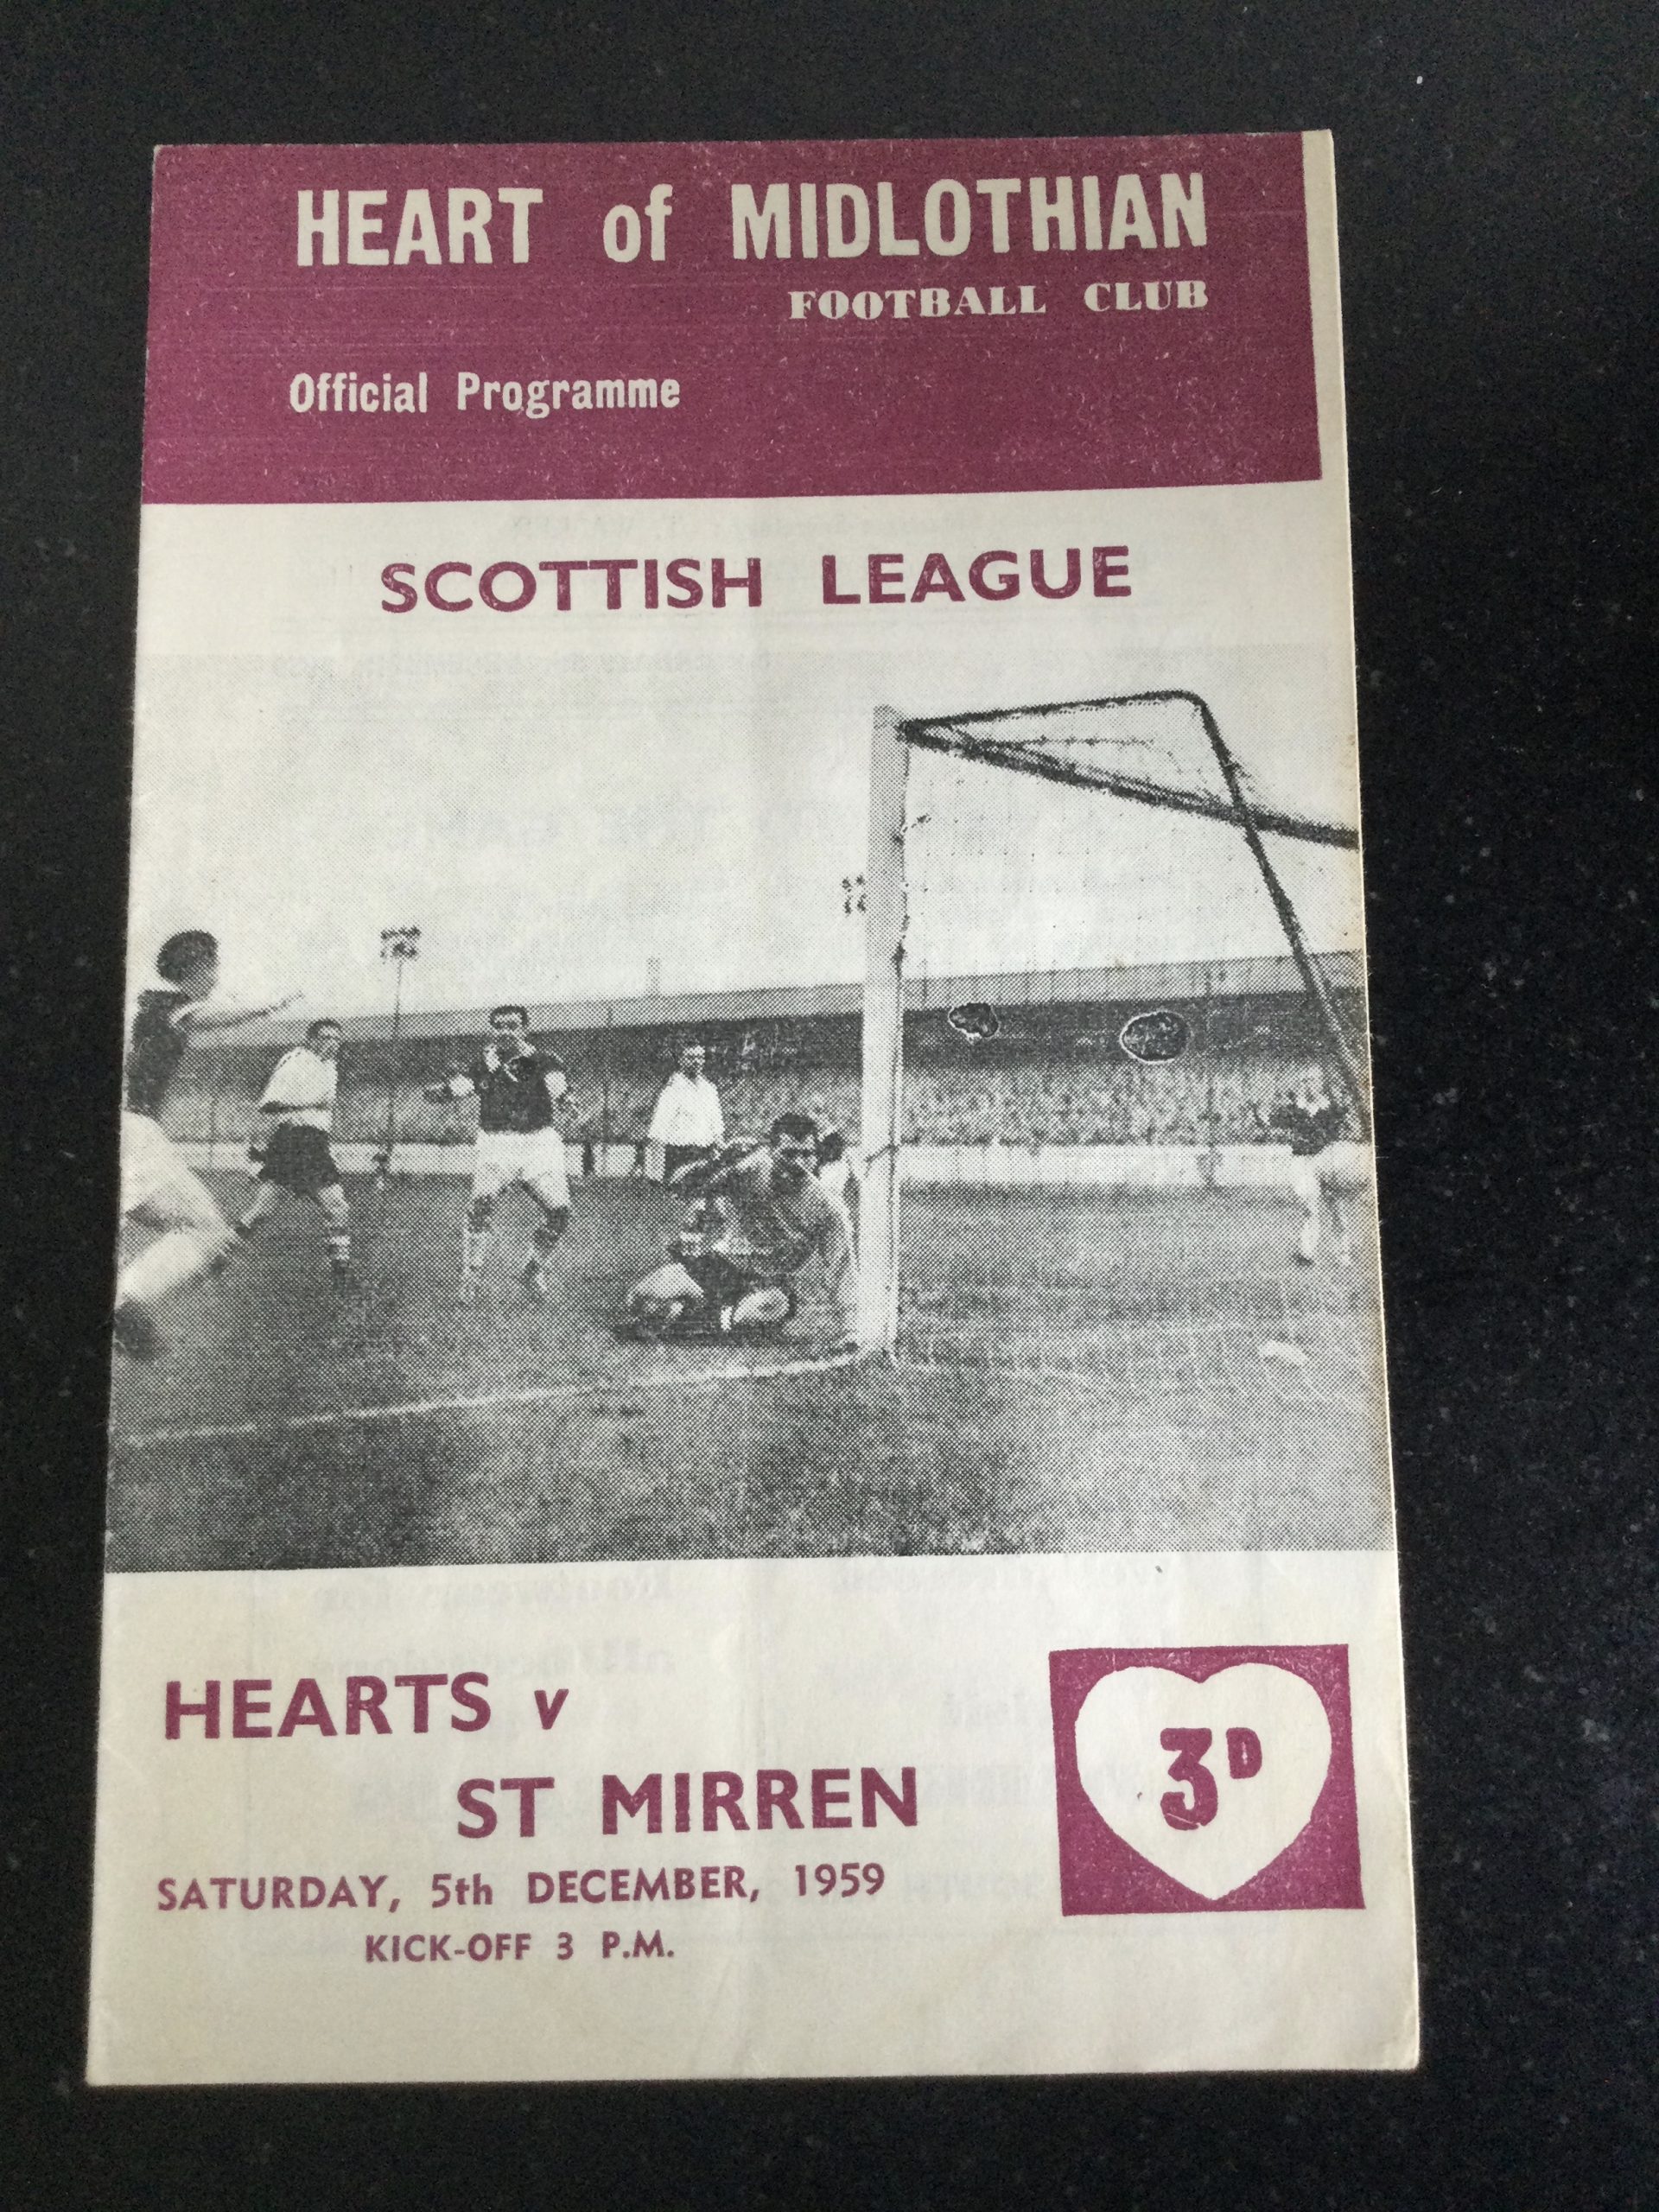 HEART of MIDLOTHIAN
FOOTBALL CLUB
Official Programme
SCOTTISH LEAGUE
HEARTS v
ST MIRREN
SATURDAY, 5th DECEMBER, 1959
KICK-OFF 3 P.M.
3D